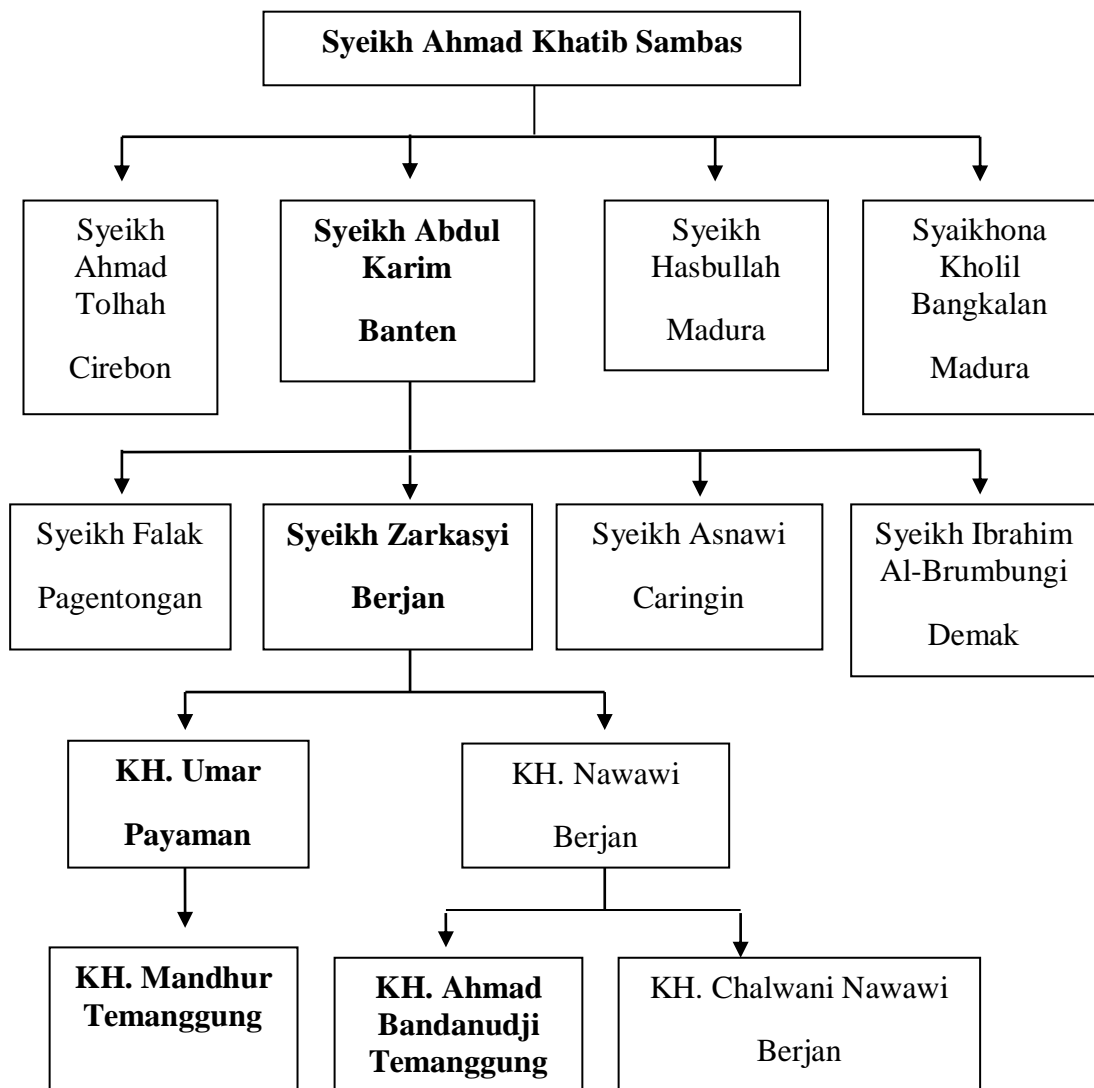 Syeikh Ahmad Khatib Sambas
Syeikh
Ahmad
Tolhah
Cirebon
Syeikh Abdul
Karim
Banten
Syeikh
Hasbullah
Madura
Syaikhona
Kholil
Bangkalan
Madura
Syeikh Falak
Pagentongan
Syeikh Zarkasyi
Berjan
Syeikh Asnawi
Caringin
Syeikh Ibrahim
Al-Brumbungi
Demak
KH. Umar
Payaman
KH. Nawawi
Berjan
KH. Mandhur
Temanggung
KH. Ahmad
Bandanudji
Temanggung
KH. Chalwani Nawawi
Berjan